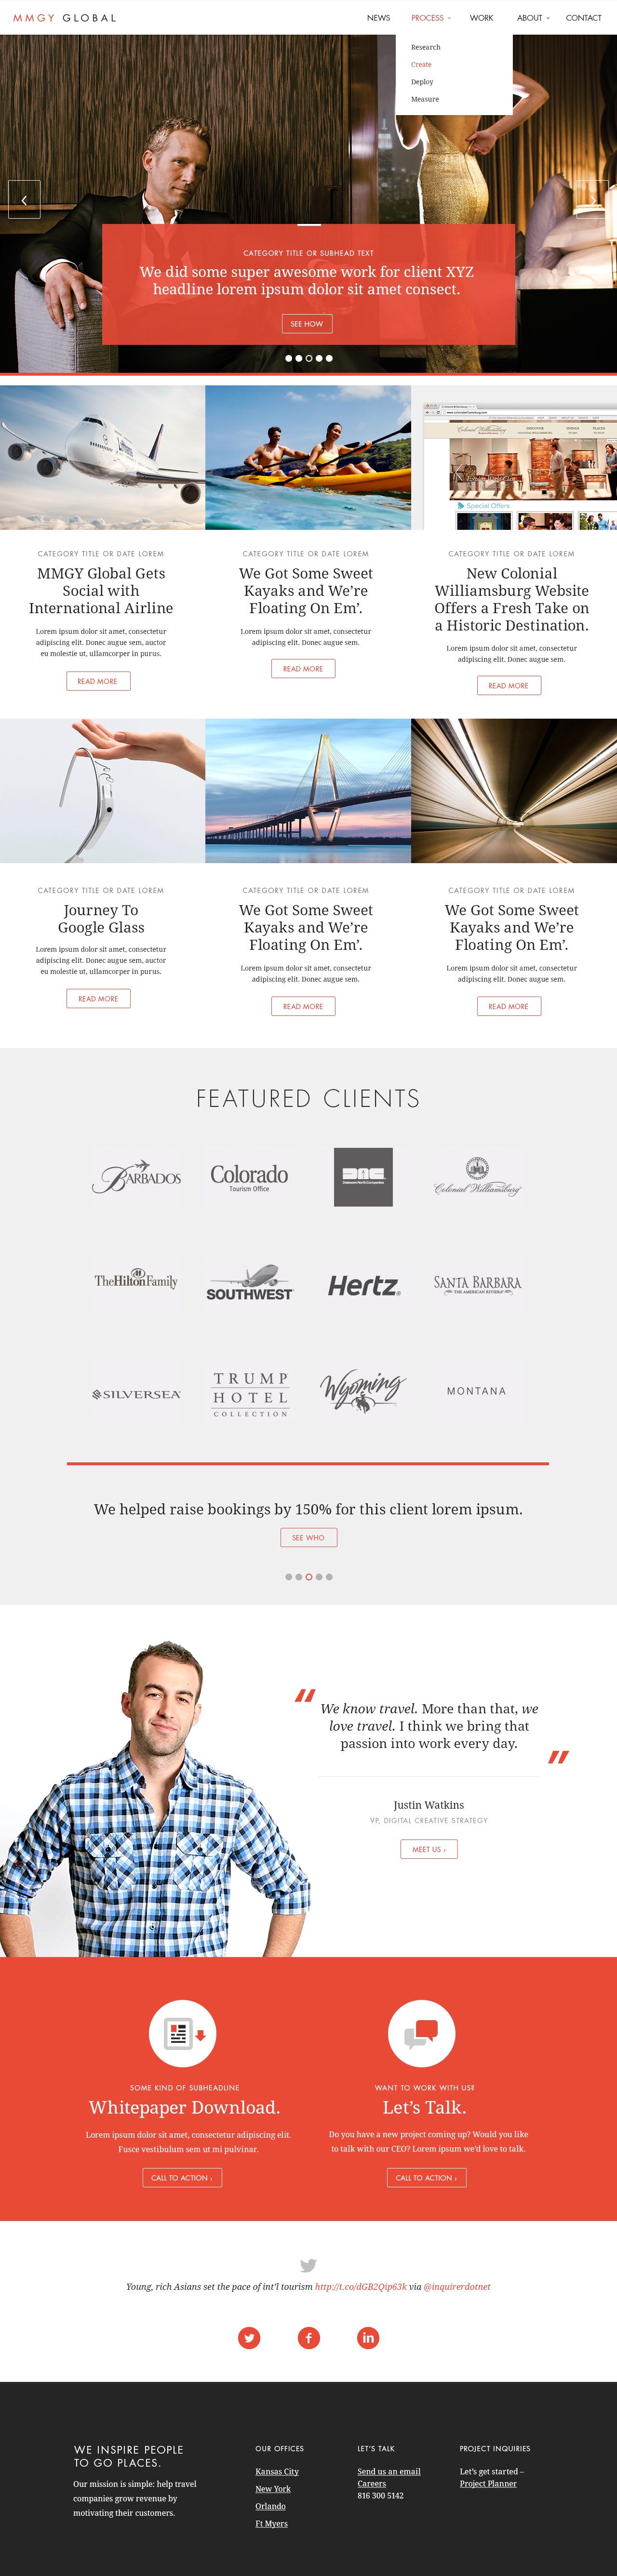 MMGY GLOBAL
NEWS PROCESS WORK ABOUT CONTACT
Research
Create
Deploy
Measure
CATEGORY TITLE OR SUBHEAD TEXT
We did some super awesome work for client XYZ
headline lorem ipsum dolor sit amet consect.
SEE HOW
CATEGORY TITLE OR DATE LOREM
MMGY Global Gets
Social with
International Airline
Lorem ipsum dolor sit amet, consectetur
adipiscing elit. Donec augue sem, auctor
eu molestie ut, ullamcorper in purus.
READ MORE
CATEGORY TITLE OR DATE LOREM
We Got Some Sweet
Kayaks and We’re
Floating On Em’.
Lorem ipsum dolor sit amet, consectetur
adipiscing elit. Donec augue sem.
READ MORE
Colonial Williamsburg
Special Offers
CATEGORY TITLE OR DATE LOREM
New Colonial
Williamsburg Website
Offers a Fresh Take on
a Historic Destination.
Lorem ipsum dolor sit amet, consectetur
adipiscing elit. Donec augue sem.
READ MORE
CATEGORY TITLE OR DATE LOREM
Journey To
Google Glass
Lorem ipsum dolor sit amet, consectetur
adipiscing elit. Donec augue sem, auctor
eu molestie ut, ullamcorper in purus.
READ MORE
CATEGORY TITLE OR DATE LOREM
We Got Some Sweet
Kayaks and We’re
Floating On Em’.
Lorem ipsum dolor sit amet, consectetur
adipiscing elit. Donec augue sem.
READ MORE
CATEGORY TITLE OR DATE LOREM
We Got Some Sweet
Kayaks and We’re
Floating On Em’.
Lorem ipsum dolor sit amet, consectetur
adipiscing elit. Donec augue sem.
READ MORE
FEATURED CLIENTS
BARBADOS
Colorado
Tourism Office
Delaware North Companies
Colonial Williamsburg
The Hilton Family
SOUTHWEST
Hertz
SANTA BARBARA
THE AMERICAN RIVIERA
SILVERSEA
TRUMP
HOTEL
COLLECTION
Wyoming
MONTANA
We helped raise bookings by 150% for this client lorem ipsum.
SEE WHO
We know travel. More than that, we
love travel. I think we bring that
passion into work every day.
Justin Watkins
VP, DIGITAL CREATIVE STRATEGY
MEET US ›
SOME KIND OF SUBHEADLINE
Whitepaper Download.
Lorem ipsum dolor sit amet, consectetur adipiscing elit.
Fusce vestibulum sem ut mi pulvinar.
CALL TO ACTION ›
WANT TO WORK WITH US?
Let’s Talk.
Do you have a new project coming up? Would you like
to talk with our CEO? Lorem ipsum we’d love to talk.
CALL TO ACTION ›
Young, rich Asians set the pace of int’l tourism http://t.co/dGB2Qip63k via @inquirerdotnet
WE INSPIRE PEOPLE
TO GO PLACES.
Our mission is simple: help travel
companies grow revenue by
motivating their customers.
OUR OFFICES
Kansas City
New York
Orlando
Ft Myers
LET’S TALK
Send us an email
Careers
816 300 5142
PROJECT INQUIRIES
Let’s get started –
Project Planner